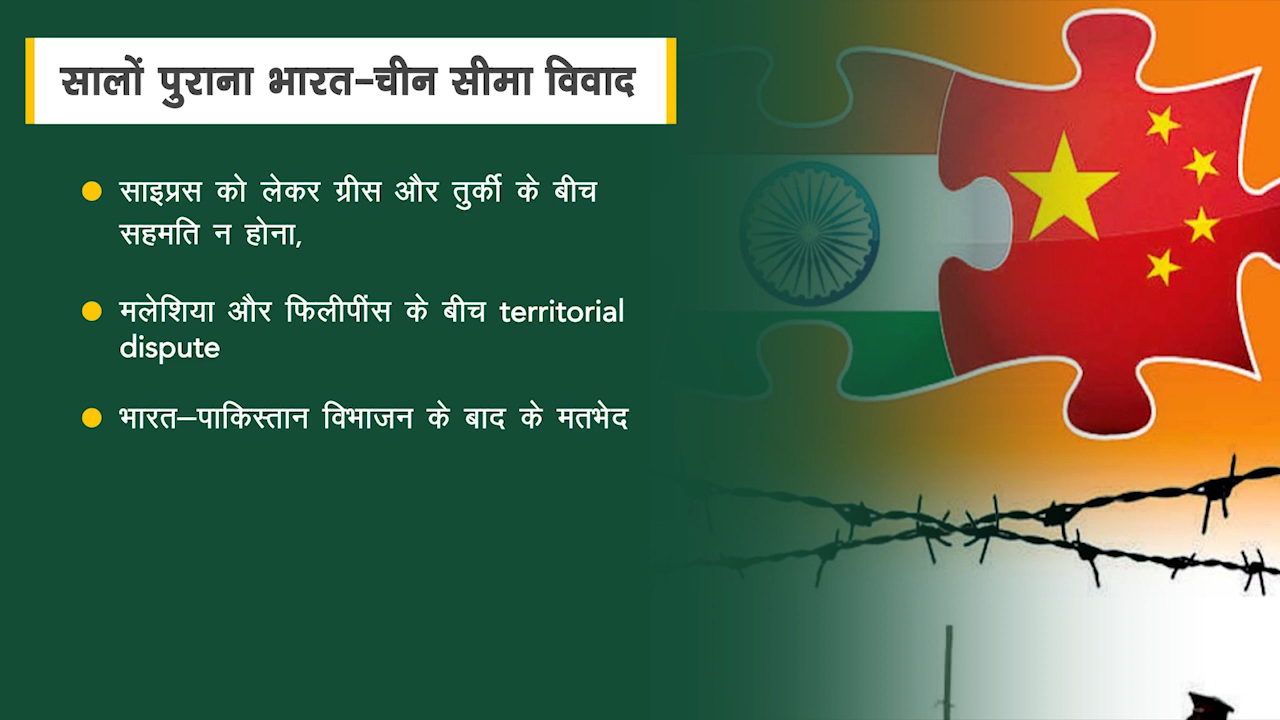 सालों पुराना भारत-चीन सीमा विवाद
साइप्रस को लेकर ग्रीस और तुर्की के बीच
सहमति न होना,
मलेशिया और फिलीपींस के बीच territorial
dispute
भारत–पाकिस्तान विभाजन के बाद के मतभेद